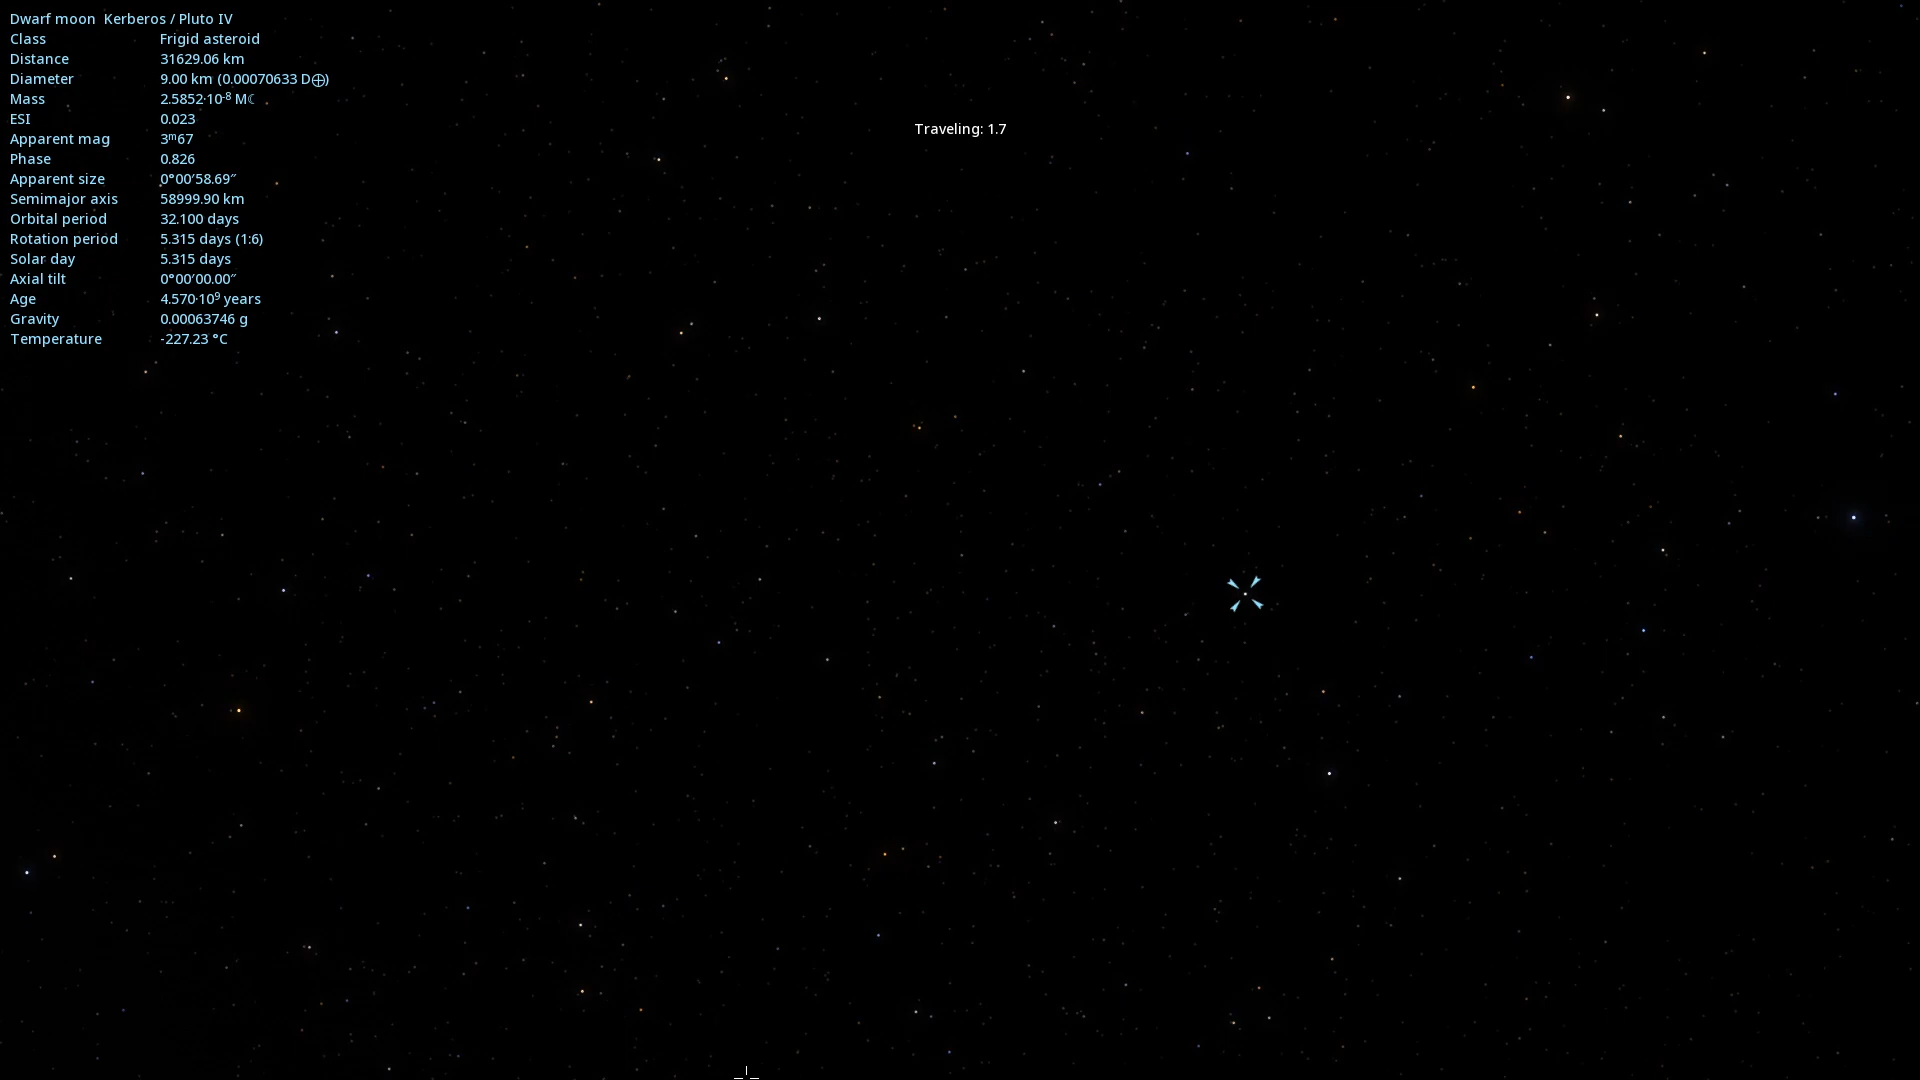 Dwarf moon  Kerberos / Pluto IV
Class Frigid asteroid
Distance 31629.06 km
Diameter 9.00 km (0.00070633 D⊕)
Mass 2.5852·10⁻⁸ M☾
ESI 0.023
Apparent mag 3ᵐ67
Phase 0.826
Apparent size 0°00′58.69″
Semimajor axis 58999.90 km
Orbital period 32.100 days
Rotation period 5.315 days (1:6)
Solar day 5.315 days
Axial tilt 0°00′00.00″
Age 4.570·10⁹ years
Gravity 0.00063746 g
Temperature -227.23 °C
Traveling: 1.7